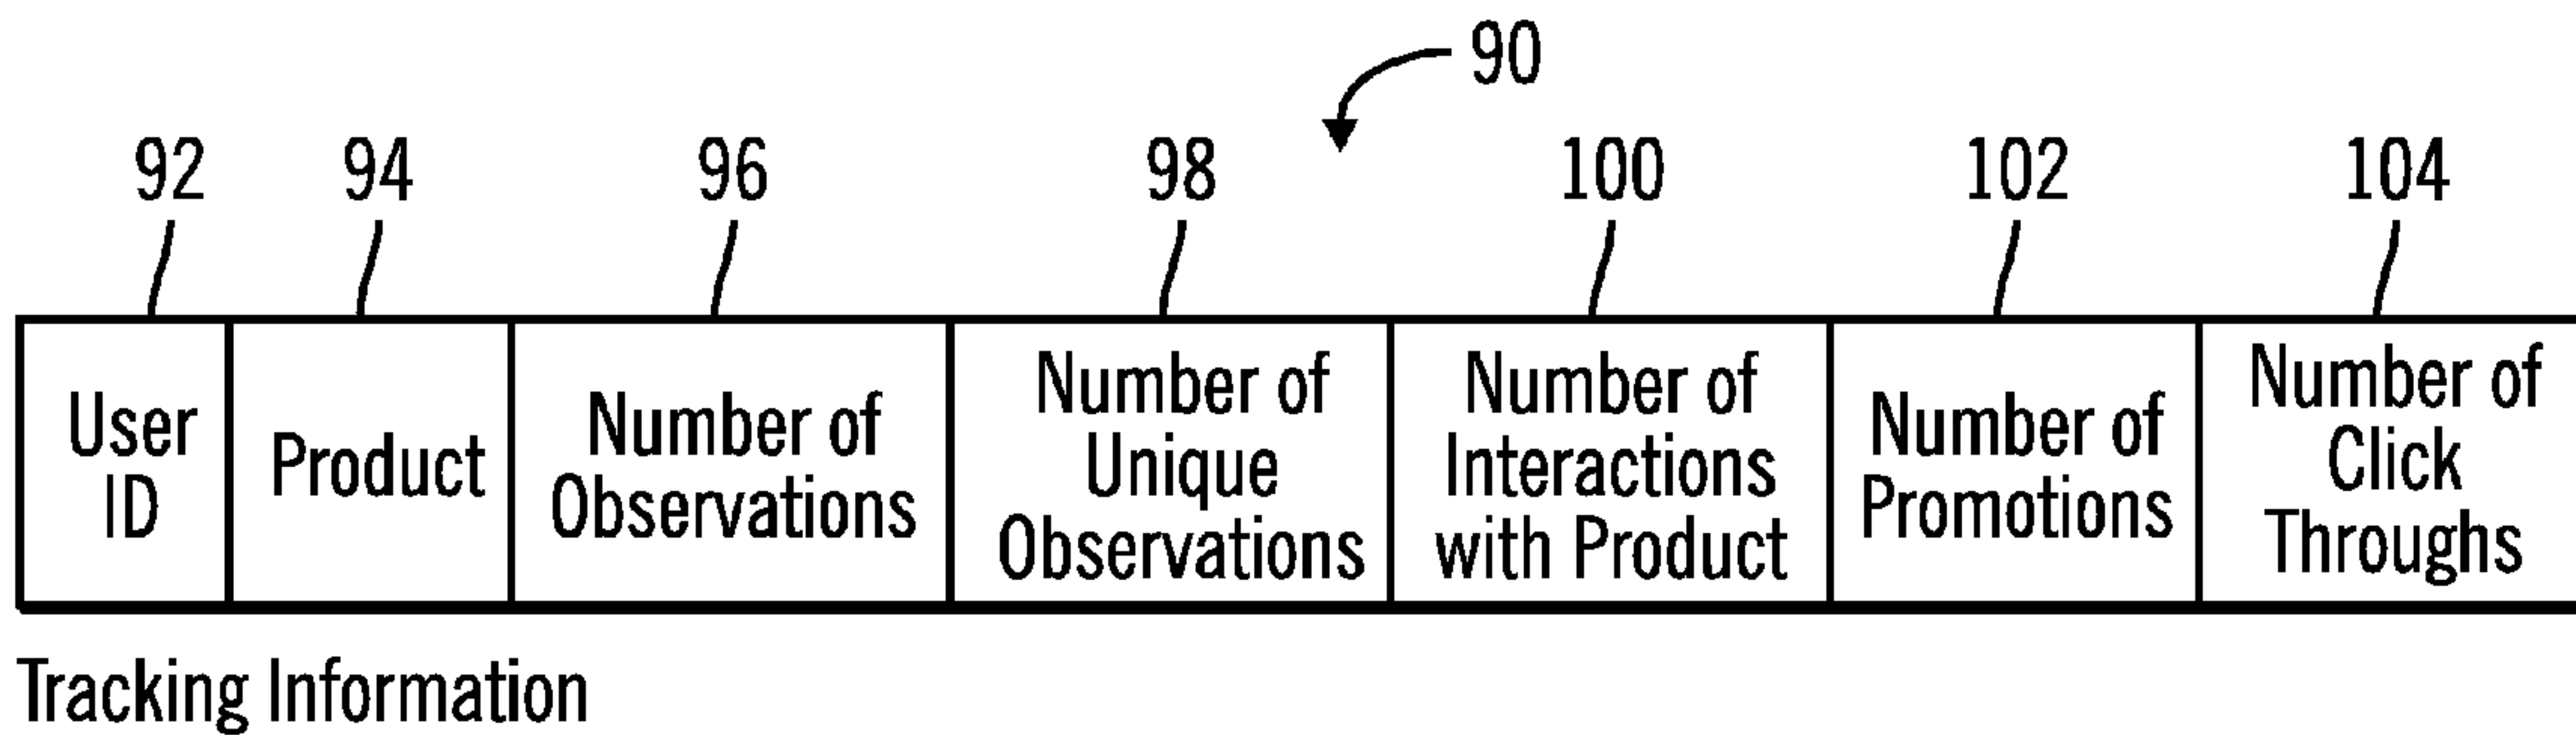 90
92
94
96
98
100
102
104
User
ID
Product
Number of
Observations
Number of
Unique
Observations
Number of
Interactions
with Product
Number of
Promotions
Number of
Click
Throughs
Tracking Information